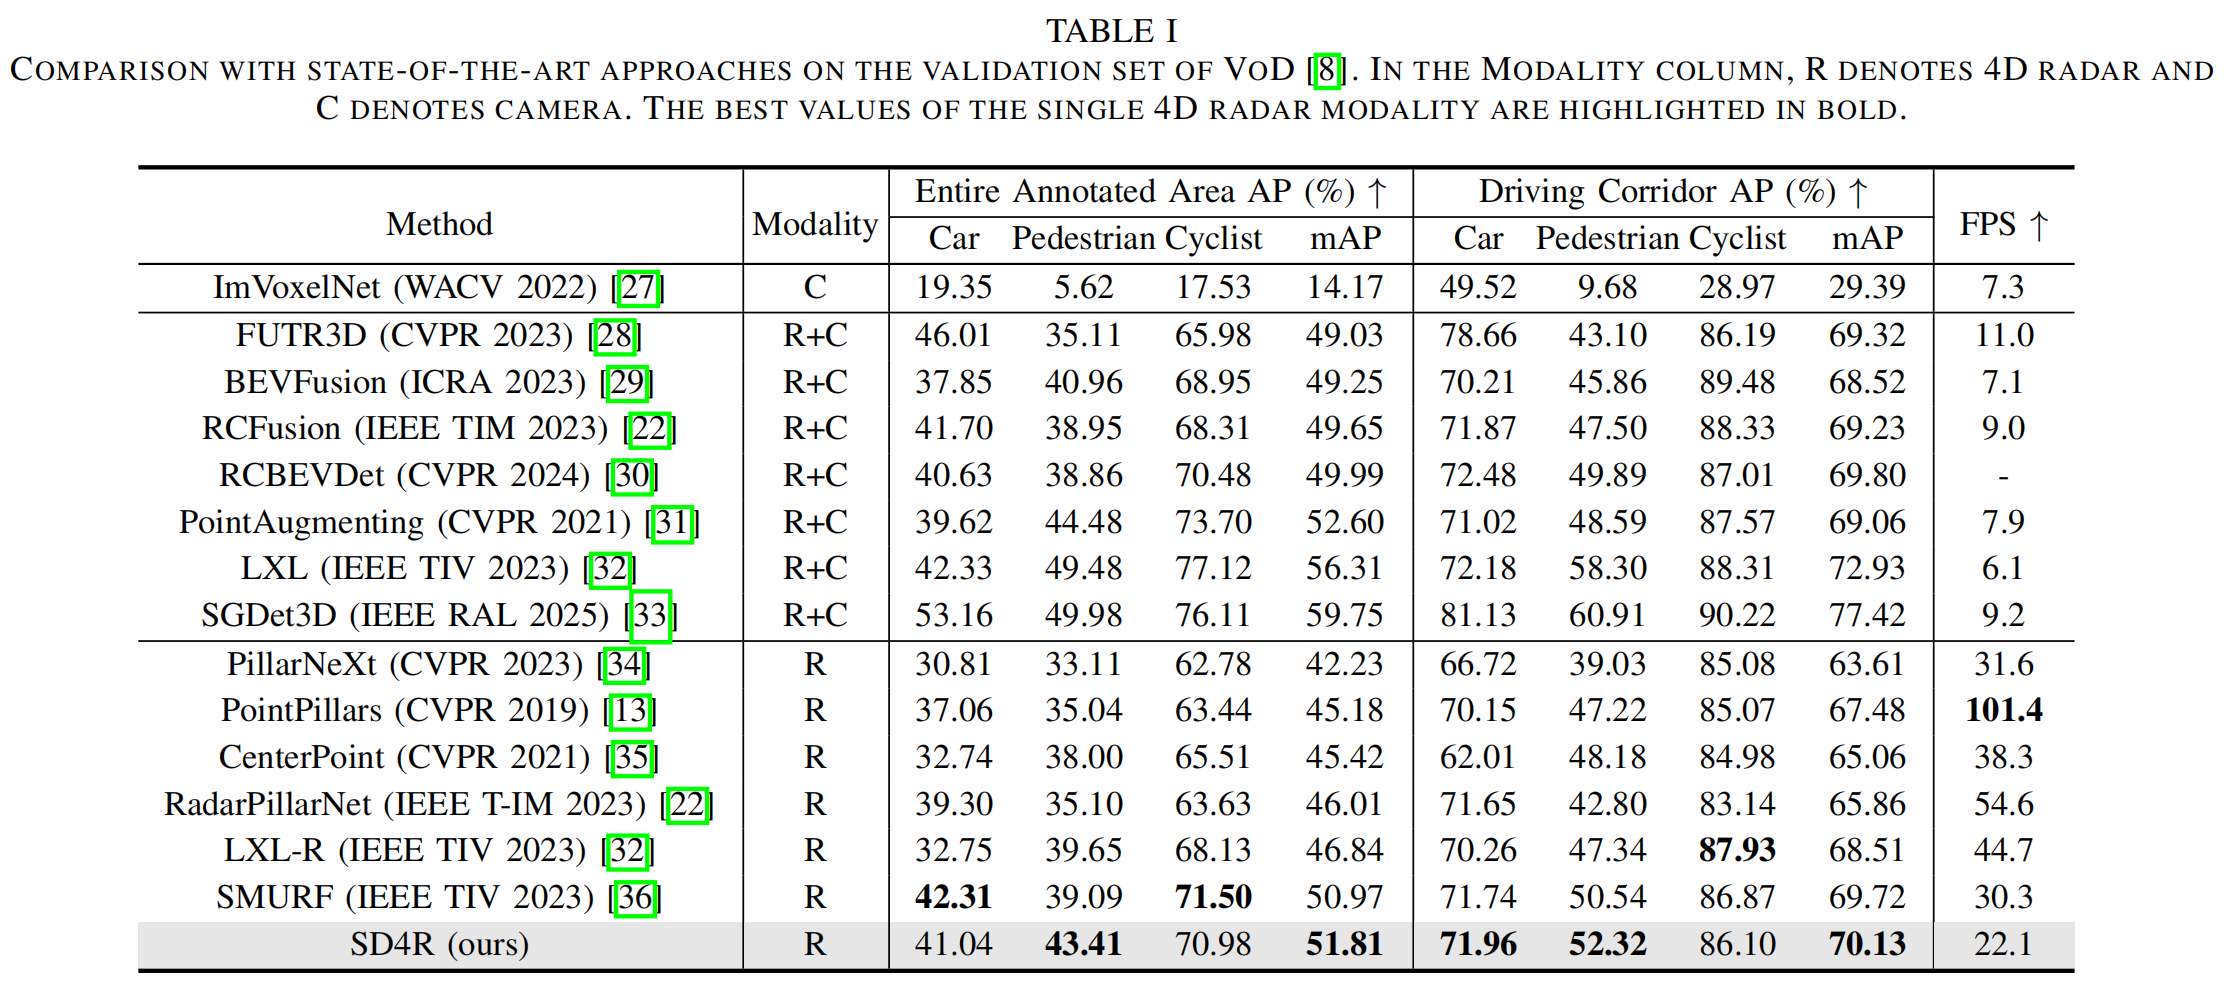 TABLE I
COMPARISON WITH STATE-OF-THE-ART APPROACHES ON THE VALIDATION SET OF VOD [8]. IN THE MODALITY COLUMN, R DENOTES 4D RADAR AND
C DENOTES CAMERA. THE BEST VALUES OF THE SINGLE 4D RADAR MODALITY ARE HIGHLIGHTED IN BOLD.
Method Modality Entire Annotated Area AP (%) ↑ Driving Corridor AP (%) ↑ FPS ↑
Car Pedestrian Cyclist mAP Car Pedestrian Cyclist mAP
ImVoxelNet (WACV 2022) [27] C 19.35 5.62 17.53 14.17 49.52 9.68 28.97 29.39 7.3
FUTR3D (CVPR 2023) [28] R+C 46.01 35.11 65.98 49.03 78.66 43.10 86.19 69.32 11.0
BEVFusion (ICRA 2023) [29] R+C 37.85 40.96 68.95 49.25 70.21 45.86 89.48 68.52 7.1
RCFusion (IEEE TIM 2023) [22] R+C 41.70 38.95 68.31 49.65 71.87 47.50 88.33 69.23 9.0
RCBEVDet (CVPR 2024) [30] R+C 40.63 38.86 70.48 49.99 72.48 49.89 87.01 69.80 -
PointAugmenting (CVPR 2021) [31] R+C 39.62 44.48 73.70 52.60 71.02 48.59 87.57 69.06 7.9
LXL (IEEE TIV 2023) [32] R+C 42.33 49.48 77.12 56.31 72.18 58.30 88.31 72.93 6.1
SGDet3D (IEEE RAL 2025) [33] R+C 53.16 49.98 76.11 59.75 81.13 60.91 90.22 77.42 9.2
PillarNeXt (CVPR 2023) [34] R 30.81 33.11 62.78 42.23 66.72 39.03 85.08 63.61 31.6
PointPillars (CVPR 2019) [13] R 37.06 35.04 63.44 45.18 70.15 47.22 85.07 67.48 101.4
CenterPoint (CVPR 2021) [35] R 32.74 38.00 65.51 45.42 62.01 48.18 84.98 65.06 38.3
RadarPillarNet (IEEE T-IM 2023) [22] R 39.30 35.10 63.63 46.01 71.65 42.80 83.14 65.86 54.6
LXL-R (IEEE TIV 2023) [32] R 32.75 39.65 68.13 46.84 70.26 47.34 87.93 68.51 44.7
SMURF (IEEE TIV 2023) [36] R 42.31 39.09 71.50 50.97 71.74 50.54 86.87 69.72 30.3
SD4R (ours) R 41.04 43.41 70.98 51.81 71.96 52.32 86.10 70.13 22.1